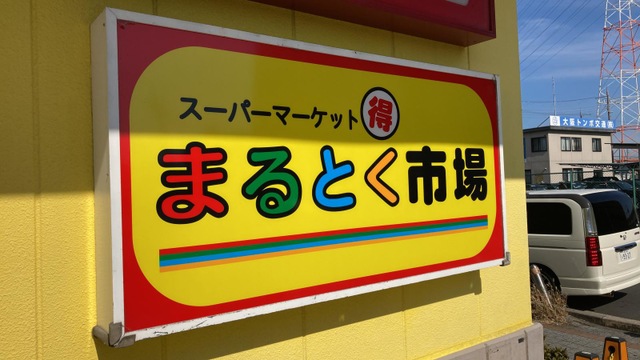 スーパーマーケット 得
まるとく市場
大阪トンボ交通㈱